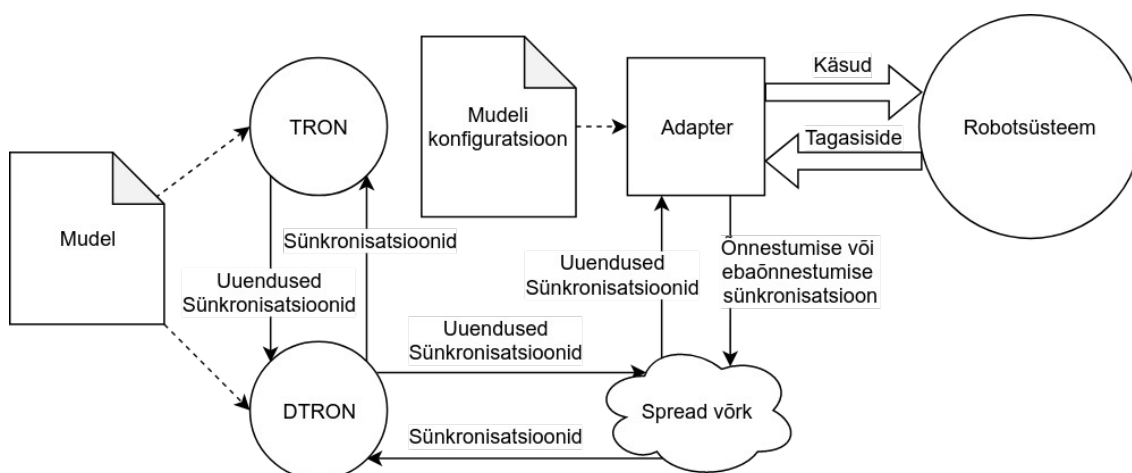 Mudel
TRON
Sünkronisatsioonid
Uuendused
Sünkronisatsioonid
DTRON
Uuendused
Sünkronisatsioonid
Sünkronisatsioonid
Mudeli
konfiguratsioon
Adapter
Käsud
Tagasiside
Robotsüsteem
Uuendused
Sünkronisatsioonid
Õnnestumise või
ebaõnnestumise
sünkronisatsioon
Spread võrk